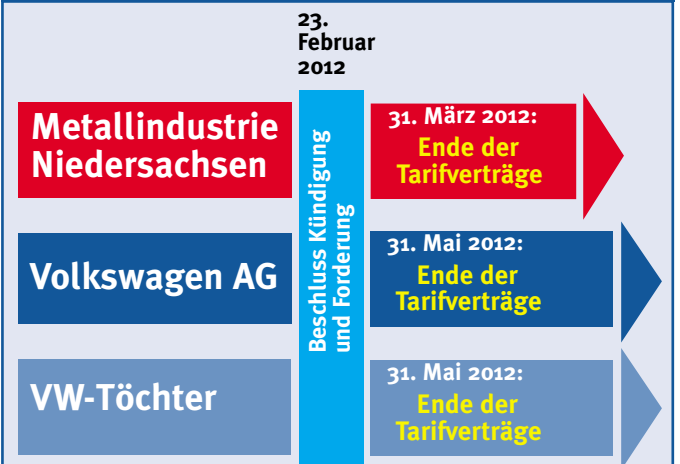 23.
Februar
2012
Metallindustrie
Niedersachsen
Beschluss Kündigung
und Forderung
31. März 2012:
Ende der
Tarifverträge
Volkswagen AG
31. Mai 2012:
Ende der
Tarifverträge
VW-Töchter
31. Mai 2012:
Ende der
Tarifverträge